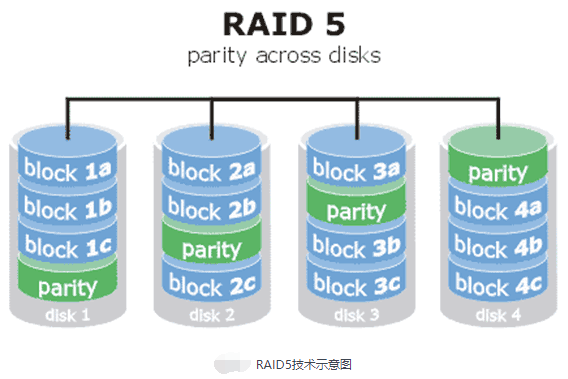 RAID 5
parity across disks
block 1a
block 1b
block 1c
parity
disk 1
block 2a
block 2b
parity
block 2c
disk 2
block 3a
parity
block 3b
block 3c
disk 3
parity
block 4a
block 4b
block 4c
disk 4
RAID5技术示意图